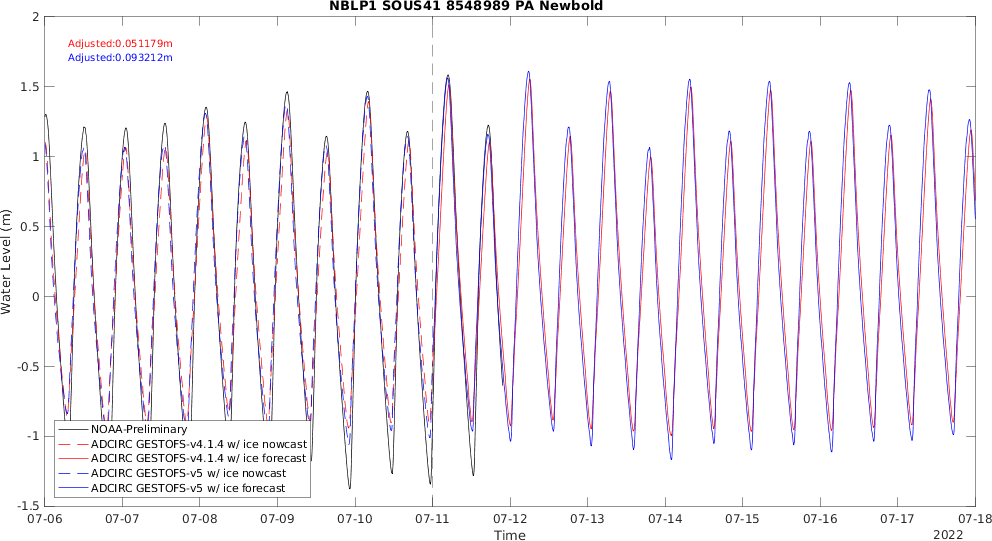 NBLP1 SOUS41 8548989 PA Newbold
Adjusted:0.051179m
Adjusted:0.093212m
Water Level (m)
2
1.5
1
0.5
0
-0.5
-1
-1.5
NOAA-Preliminary
ADCIRC GESTOFS-v4.1.4 w/ ice nowcast
ADCIRC GESTOFS-v4.1.4 w/ ice forecast
ADCIRC GESTOFS-v5 w/ ice nowcast
ADCIRC GESTOFS-v5 w/ ice forecast
07-06 07-07 07-08 07-09 07-10 07-11 07-12 07-13 07-14 07-15 07-16 07-17 07-18
Time
2022